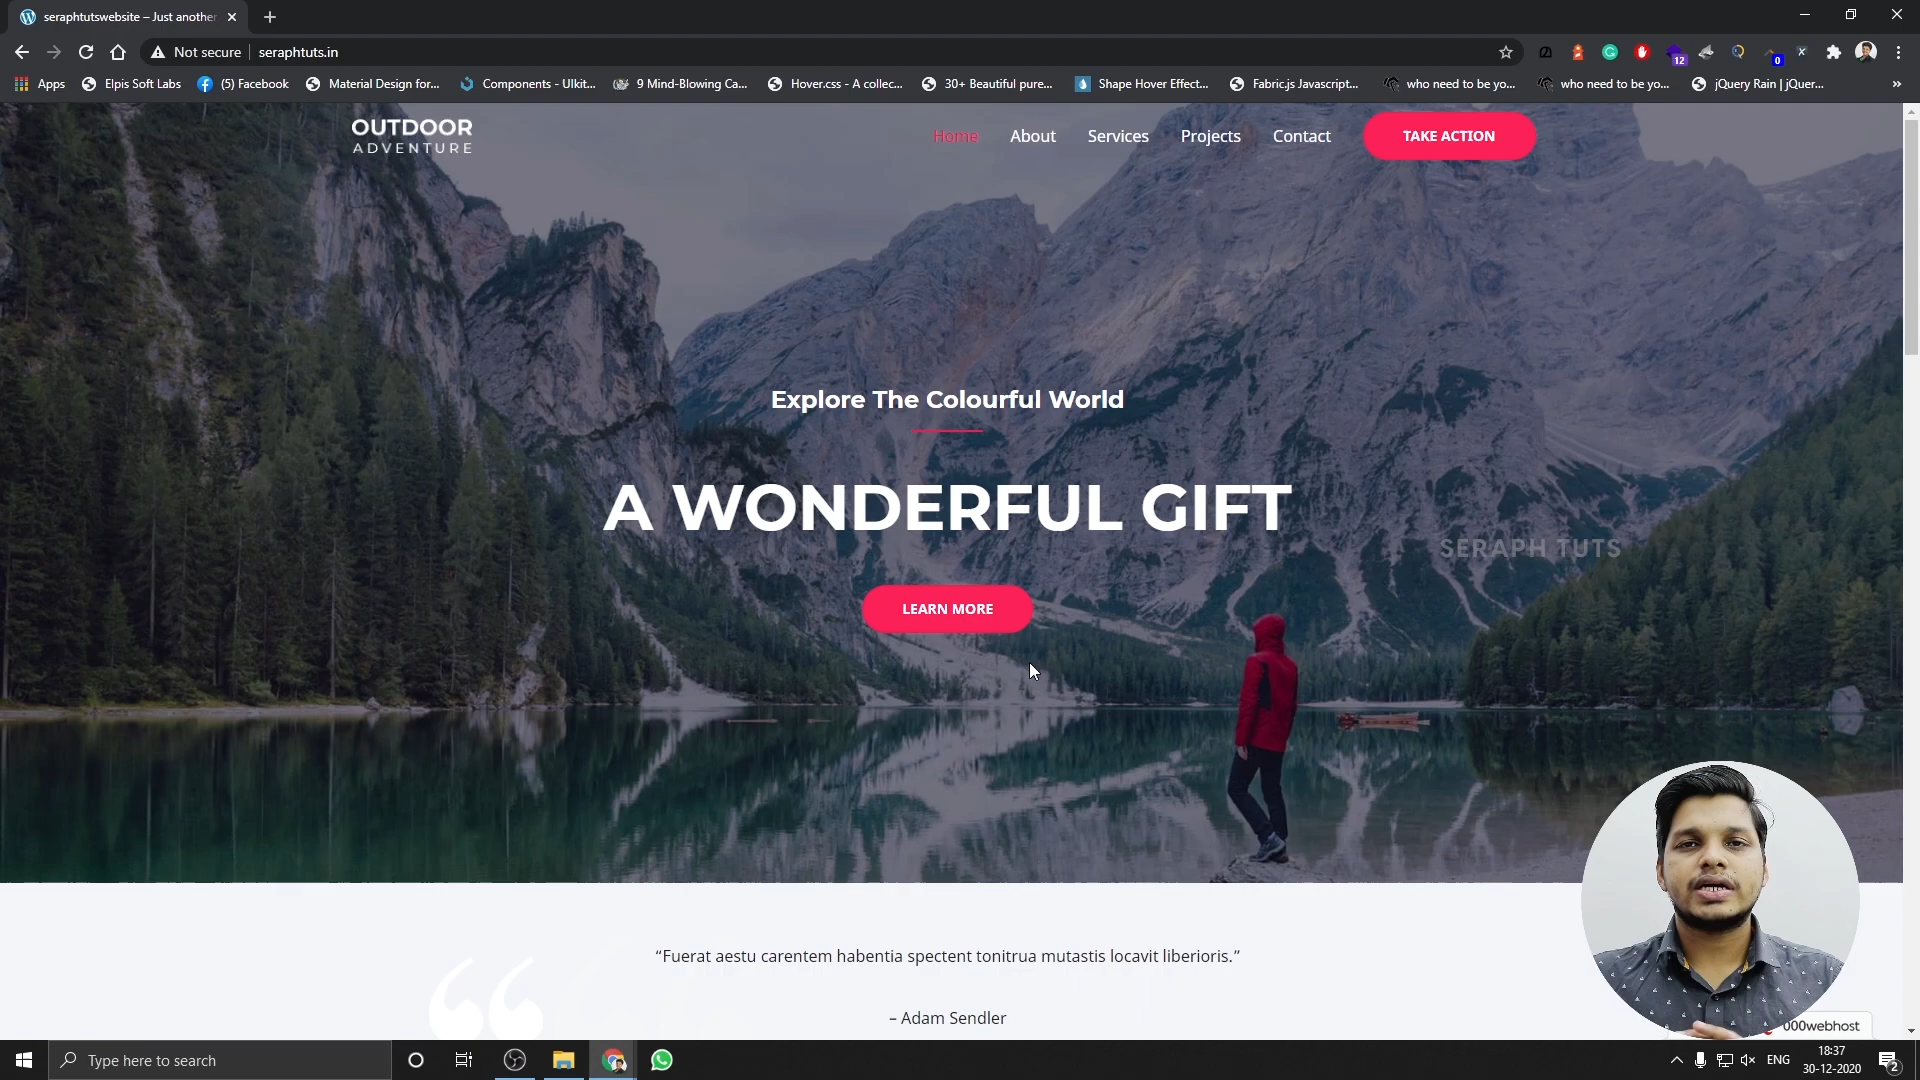 seraphtutswebsite – Just another
Not secure seraphtuts.in
12
0
Apps Elpis Soft Labs (5) Facebook Material Design for... Components - UIkit... 9 Mind-Blowing Ca... Hover.css - A collec... 30+ Beautiful pure... Shape Hover Effect... Fabric.js Javascript... who need to be yo... who need to be yo... jQuery Rain | jQuer... »
OUTDOOR
ADVENTURE
Home About Services Projects Contact TAKE ACTION
Explore The Colourful World
A WONDERFUL GIFT
SERAPH TUTS
LEARN MORE
“Fuerat aestu carentem habentia spectent tonitrua mutastis locavit liberioris.”
– Adam Sendler
000webhost
Type here to search
ENG
18:37
30-12-2020
2